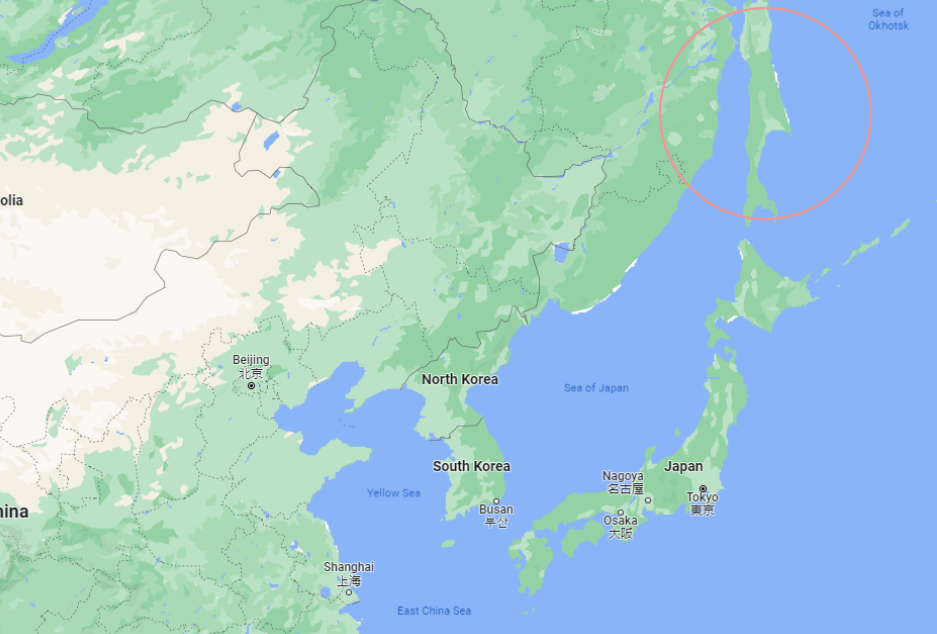 Sea of
Okhotsk
olia
Beijing
北京
North Korea
Sea of Japan
South Korea
Japan
Nagoya
名古屋
Yellow Sea
Tokyo
東京
Busan
부산
hina
Osaka
大阪
Shanghai
上海
East China Sea